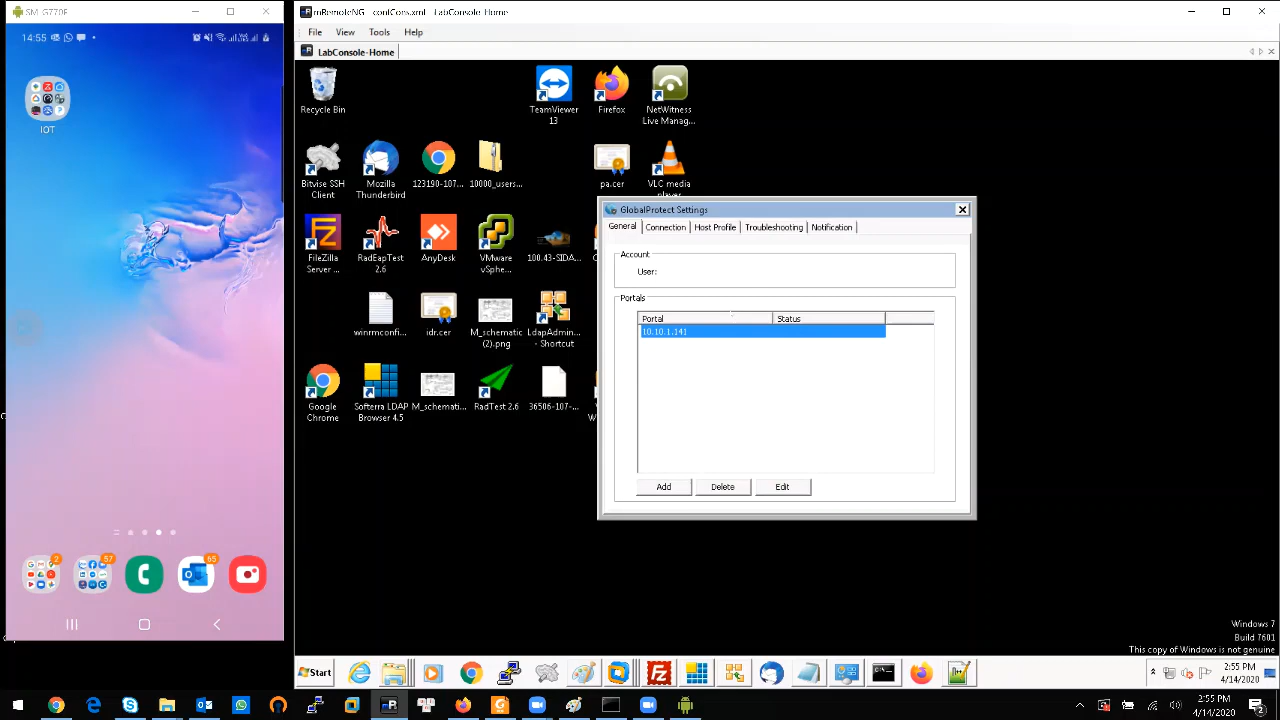 SM-G770F
14:55
IOT
2
57
65
mRemoteNG - confCons.xml - LabConsole-Home
File View Tools Help
LabConsole-Home
Recycle Bin
TeamViewer 13
Firefox
NetWitness Live Manag...
Bitvise SSH Client
Mozilla Thunderbird
123190-107...
10000_users...
pa.cer
VLC media player
FileZilla Server ...
RadEapTest 2.6
AnyDesk
VMware vSphe...
100.43-SIDA...
winrmconfi...
idr.cer
M_schematic (2).png
LdapAdmin... - Shortcut
Google Chrome
Softerra LDAP Browser 4.5
M_schemati...
RadTest 2.6
36506-107-...
GlobalProtect Settings
General Connection Host Profile Troubleshooting Notification
Account
User:
Portals
Portal Status
10.10.1.141
Add Delete Edit
Windows 7
Build 7601
This copy of Windows is not genuine
Start
2:55 PM
4/14/2020
2:55 PM
4/14/2020
2